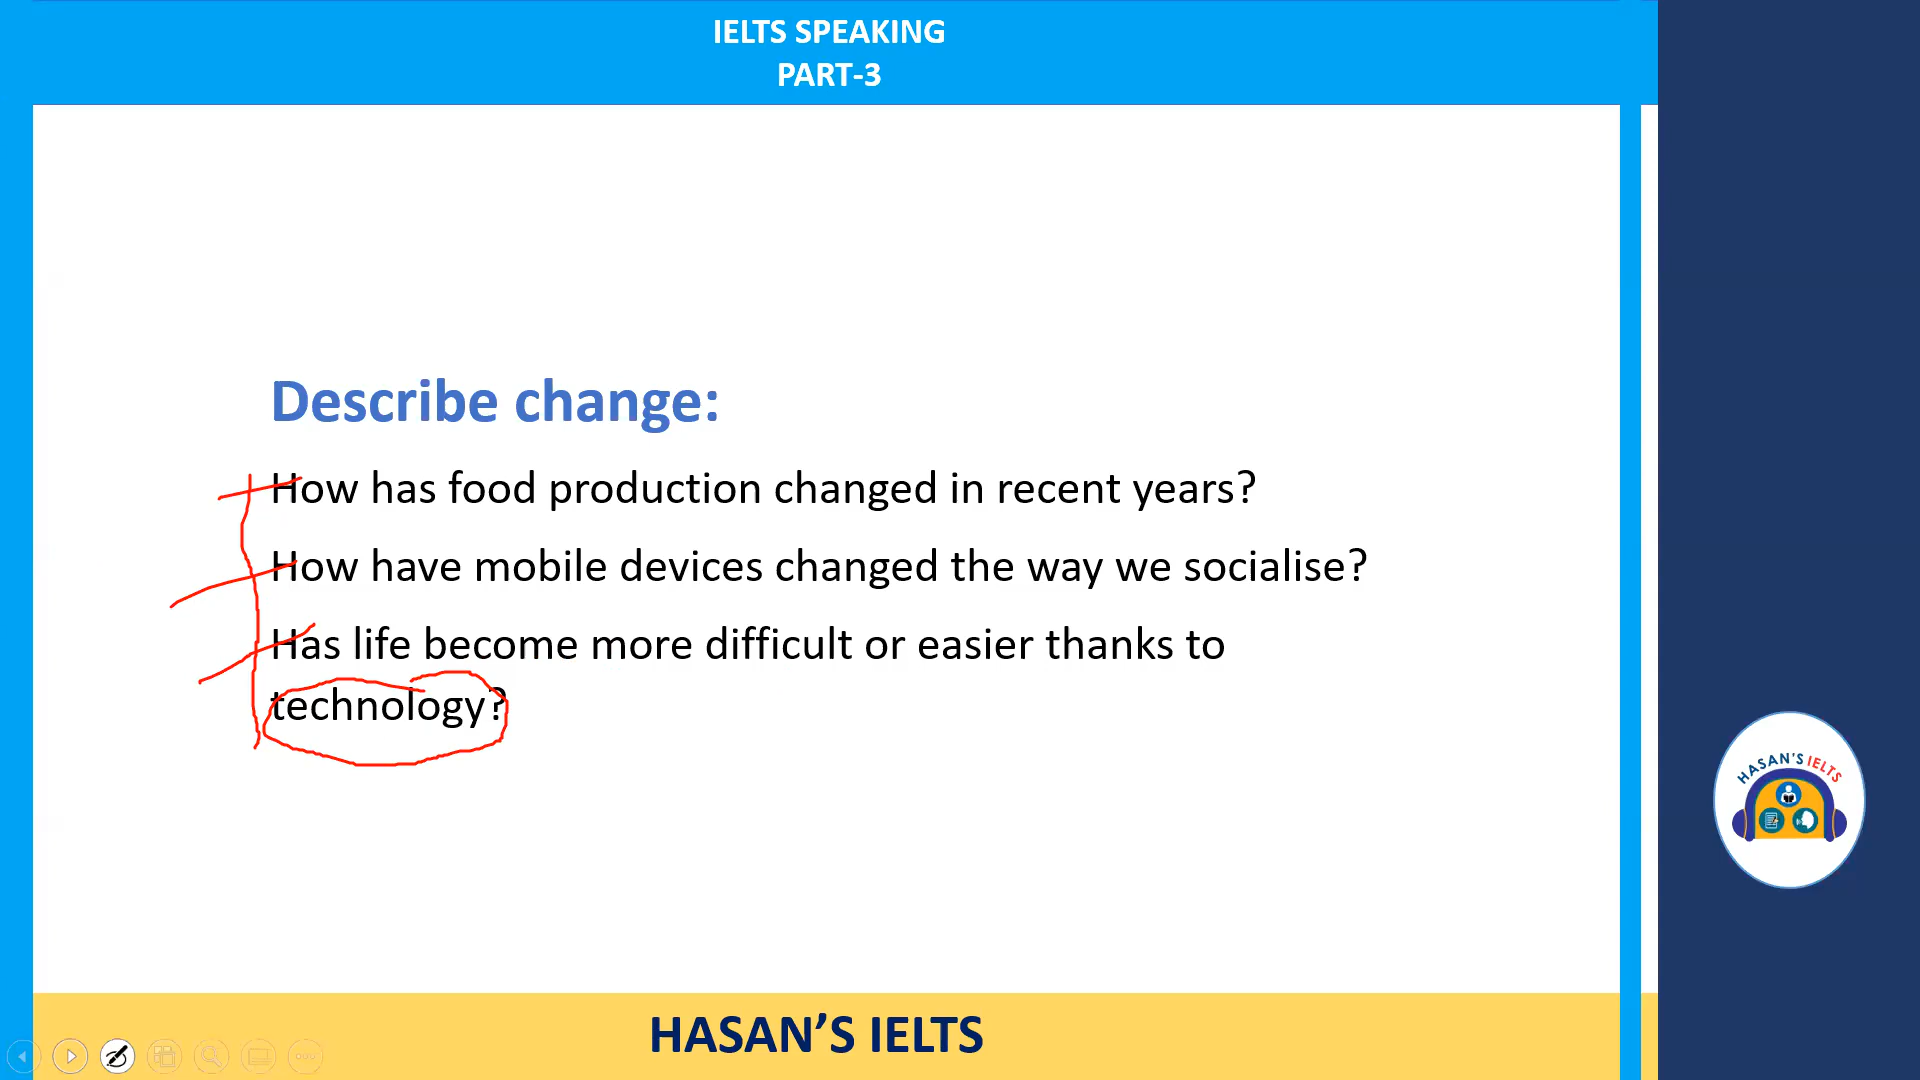 IELTS SPEAKING
PART-3
Describe change:
How has food production changed in recent years?
How have mobile devices changed the way we socialise?
Has life become more difficult or easier thanks to
technology?
HASAN'S IELTS
HASAN’S IELTS